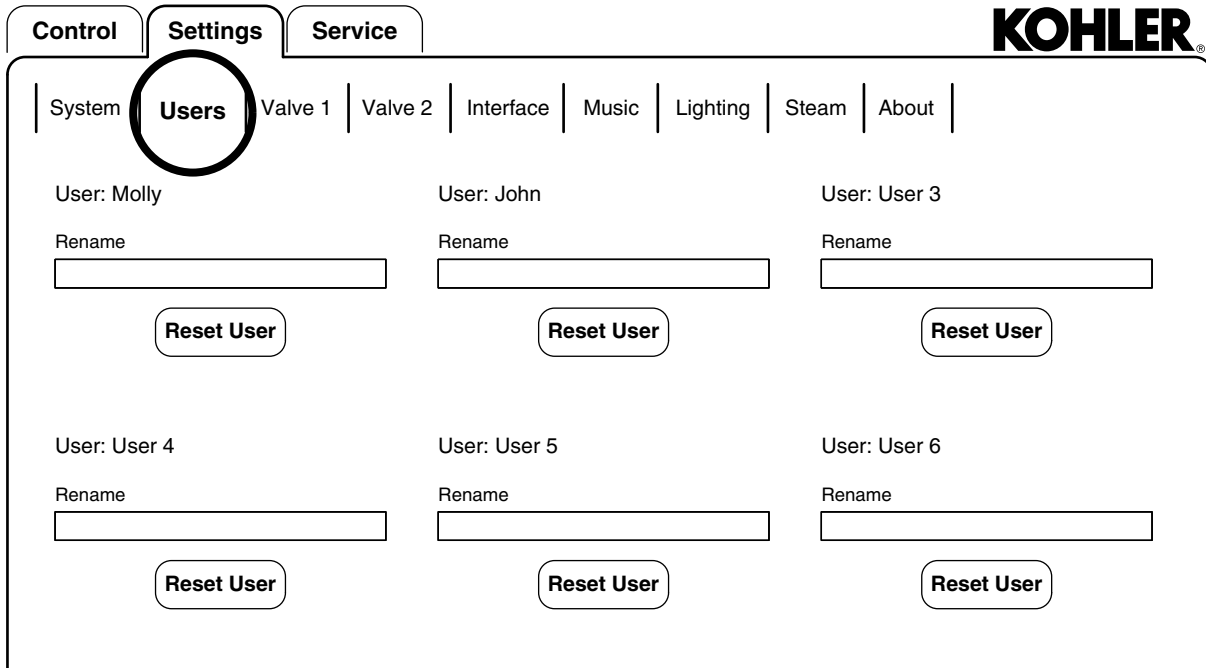 Control Settings Service KOHLER®
System Users Valve 1 Valve 2 Interface Music Lighting Steam About
User: Molly User: John User: User 3
Rename Rename Rename
Reset User Reset User Reset User
User: User 4 User: User 5 User: User 6
Rename Rename Rename
Reset User Reset User Reset User